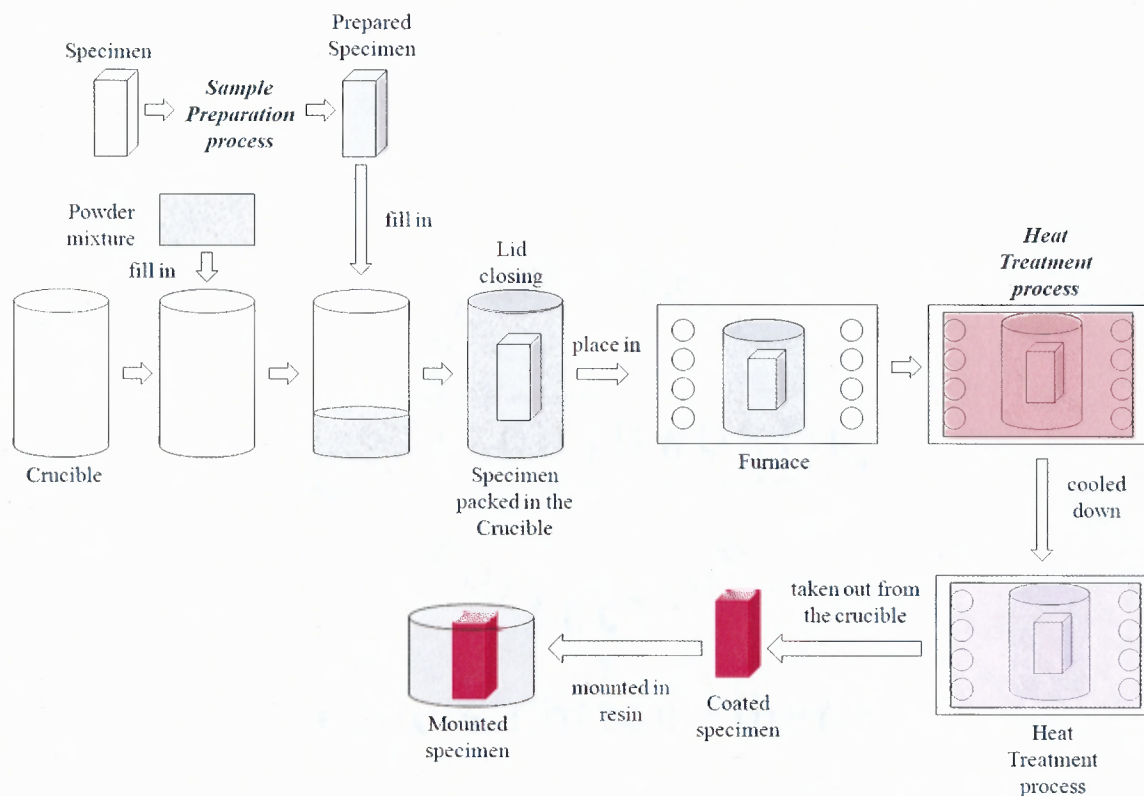 Specimen
Sample
Preparation
process
Prepared
Specimen
Powder
mixture
fill in
fill in
Lid
closing
place in
Heat
Treatment
process
Crucible
Specimen
packed in the
Crucible
Furnace
cooled
down
taken out from
the crucible
Coated
specimen
mounted in
resin
Mounted
specimen
Heat
Treatment
process